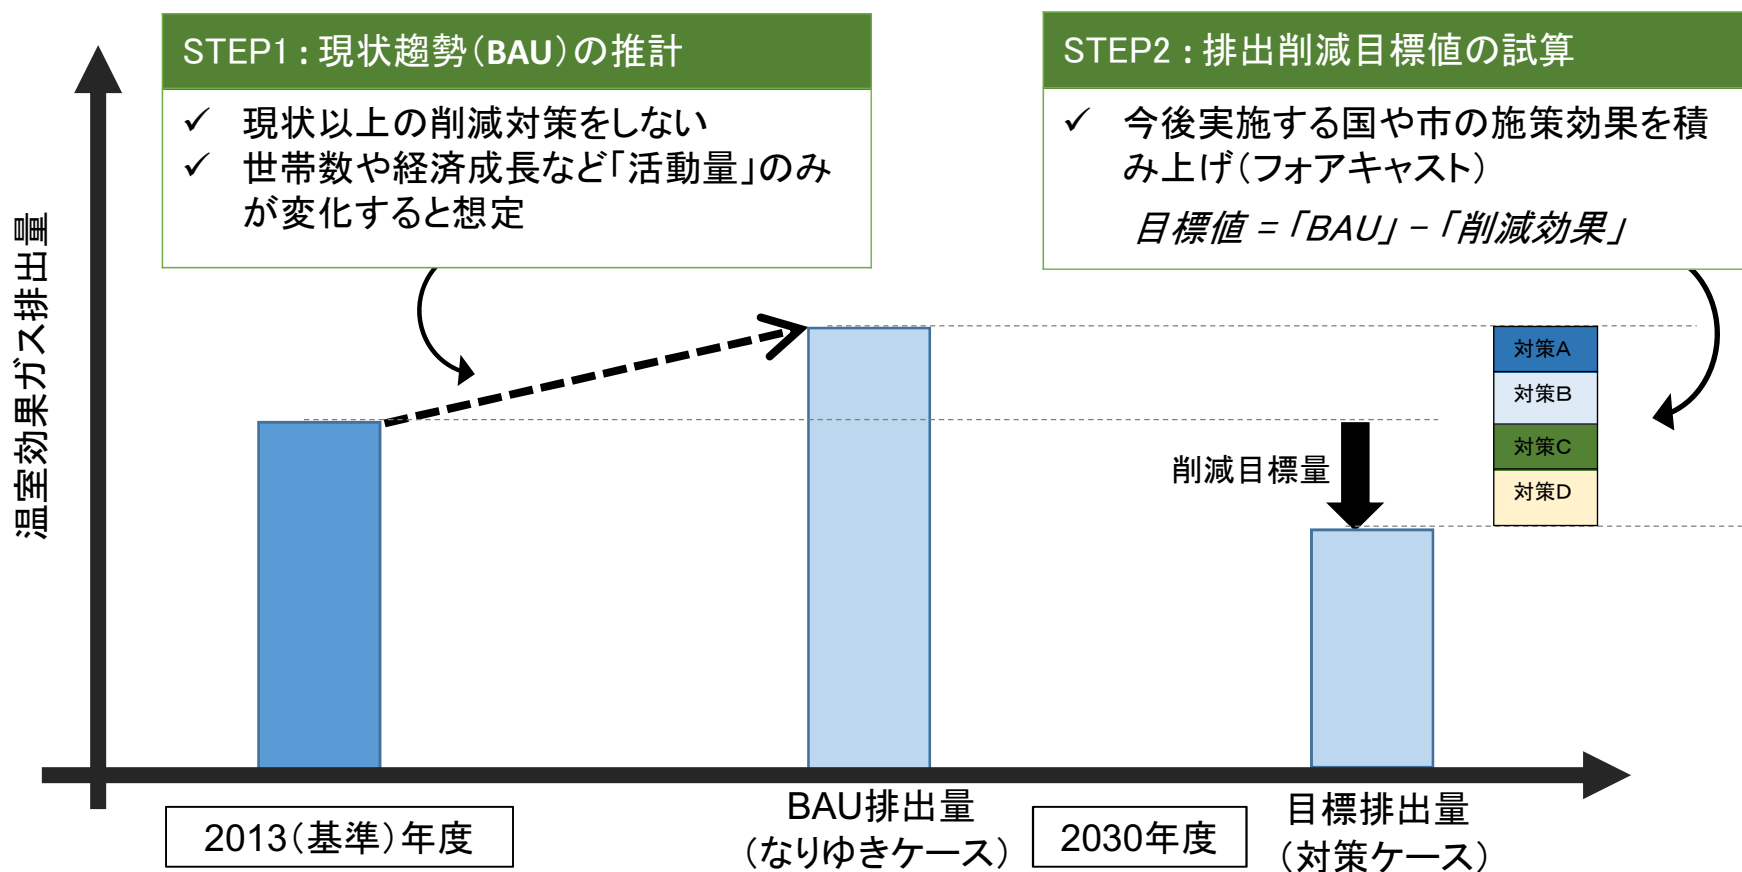 STEP1：現状趨勢（BAU）の推計
✓ 現状以上の削減対策をしない
✓ 世帯数や経済成長など「活動量」のみ
が変化すると想定
STEP2：排出削減目標値の試算
✓ 今後実施する国や市の施策効果を積
み上げ（フォアキャスト）
目標値 =「BAU」－「削減効果」
温室効果ガス排出量
対策A
対策B
対策C
対策D
削減目標量
2013（基準）年度
BAU排出量
（なりゆきケース）
2030年度
目標排出量
（対策ケース）